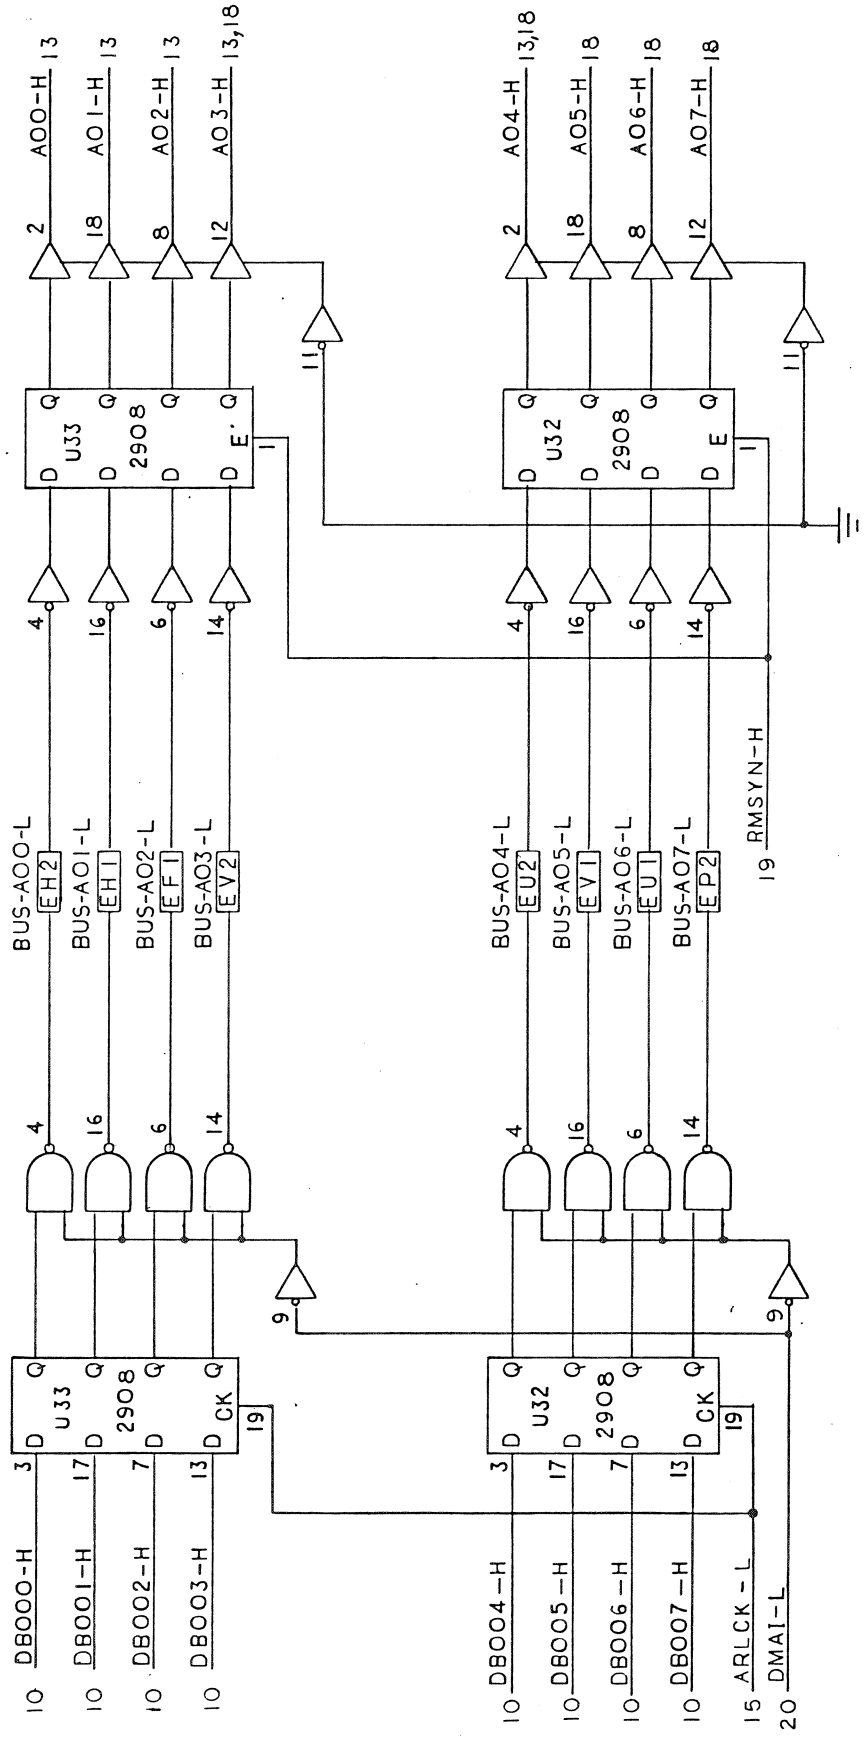 10 DB000-H 3 D U33 Q 4 BUS-A00-L EH2 4 D U33 Q 2 A00-H 13
10 DB001-H 17 D 2908 Q 16 BUS-A01-L EH1 16 D 2908 Q 18 A01-H 13
10 DB002-H 7 D Q 6 BUS-A02-L EF1 6 D Q 8 A02-H 13
10 DB003-H 13 D CK Q 14 BUS-A03-L EV2 14 D E Q 12 A03-H 13,18
19 9 1 11
10 DB004-H 3 D U32 Q 4 BUS-A04-L EU2 4 D U32 Q 2 A04-H 13,18
10 DB005-H 17 D 2908 Q 16 BUS-A05-L EV1 16 D 2908 Q 18 A05-H 18
10 DB006-H 7 D Q 6 BUS-A06-L EU1 6 D Q 8 A06-H 18
10 DB007-H 13 D CK Q 14 BUS-A07-L EP2 14 D E Q 12 A07-H 18
19 9 1 11
15 ARLCK-L
19 RMSYN-H
20 DMAI-L